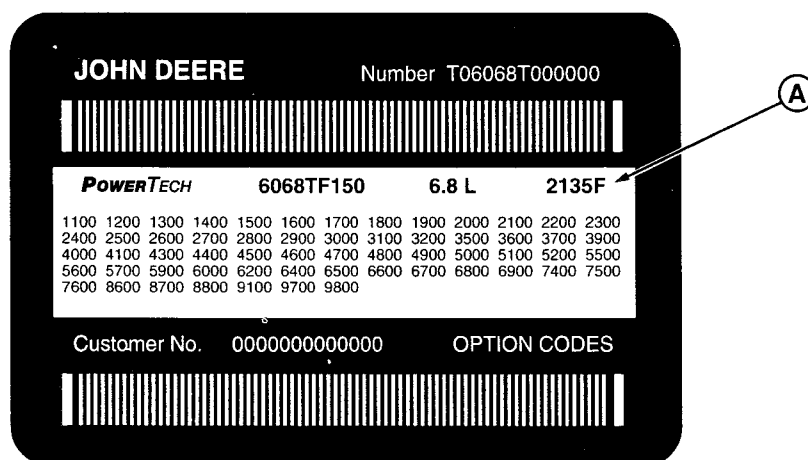 JOHN DEERE Number T06068T000000
A
POWERTECH 6068TF150 6.8 L 2135F
1100 1200 1300 1400 1500 1600 1700 1800 1900 2000 2100 2200 2300
2400 2500 2600 2700 2800 2900 3000 3100 3200 3500 3600 3700 3900
4000 4100 4300 4400 4500 4600 4700 4800 4900 5000 5100 5200 5500
5600 5700 5900 6000 6200 6400 6500 6600 6700 6800 6900 7400 7500
7600 8600 8700 8800 9100 9700 9800
Customer No. 0000000000000 OPTION CODES